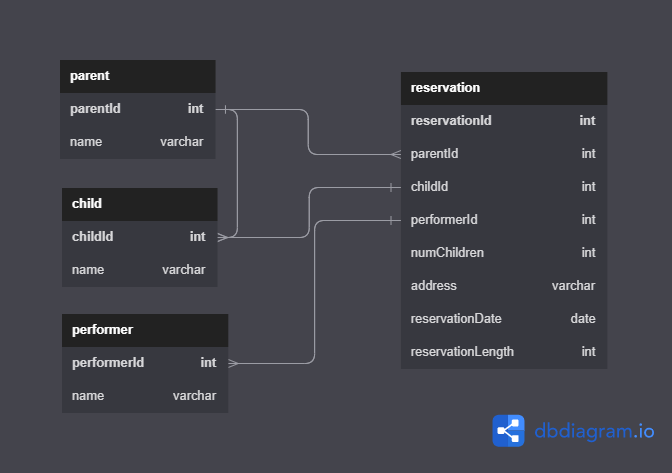 parent
parentId int
name varchar
child
childId int
name varchar
performer
performerId int
name varchar
reservation
reservationId int
parentId int
childId int
performerId int
numChildren int
address varchar
reservationDate date
reservationLength int
dbdiagram.io